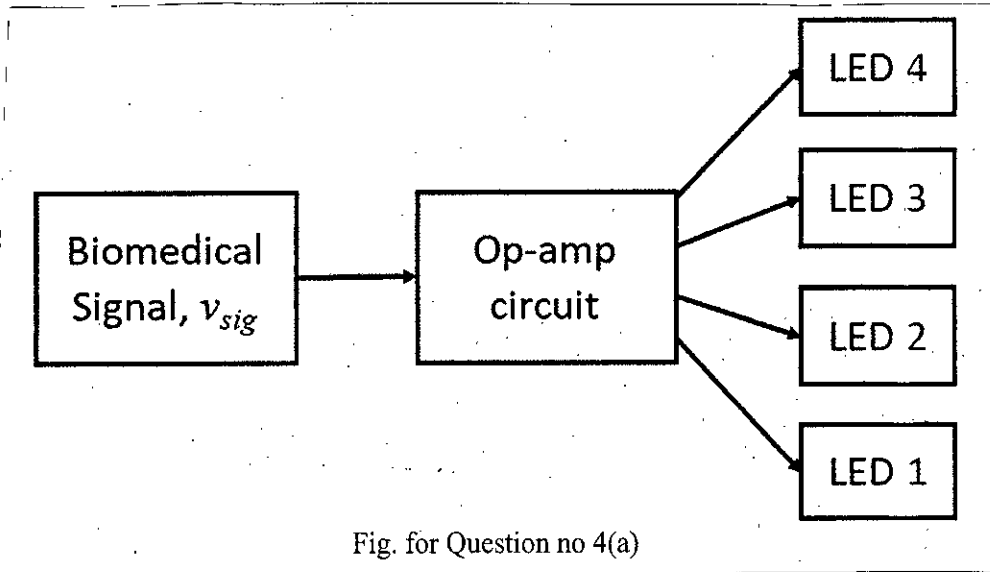 Biomedical
Signal, v_sig
Op-amp
circuit
LED 4
LED 3
LED 2
LED 1
Fig. for Question no 4(a)